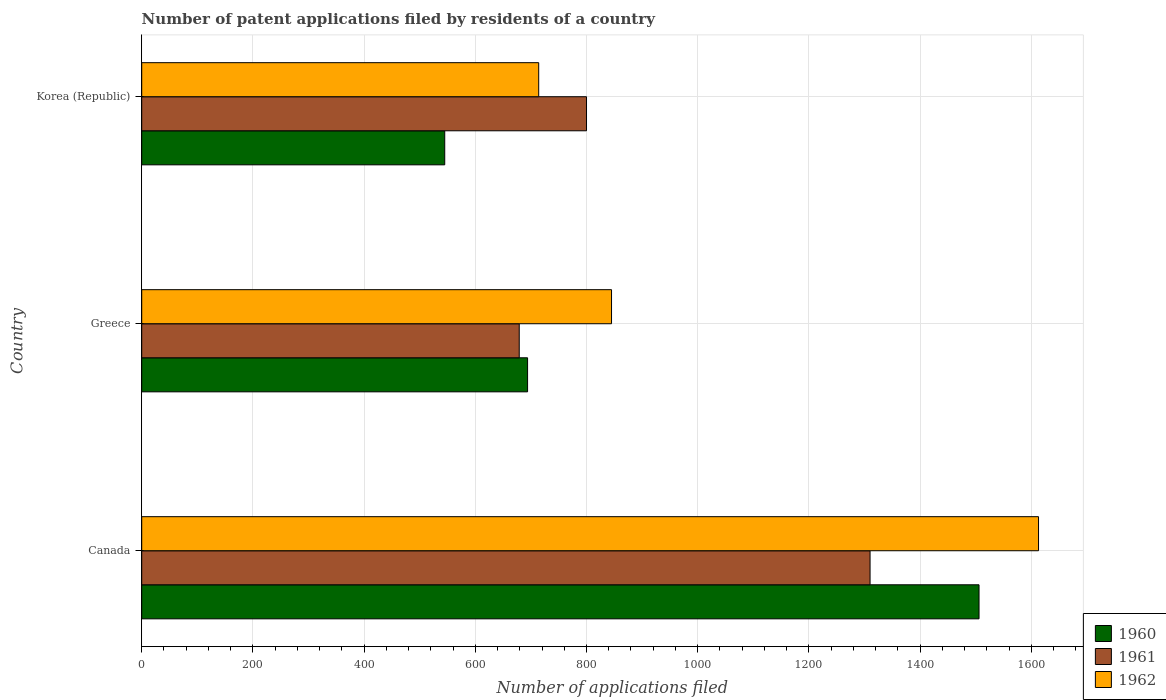 Number of patent applications filed by residents of a country
Korea (Republic)
Greece
Canada
Country
200
400
600
800
1000
1200
1400
1600
Number of applications filed
1960
1961
1962